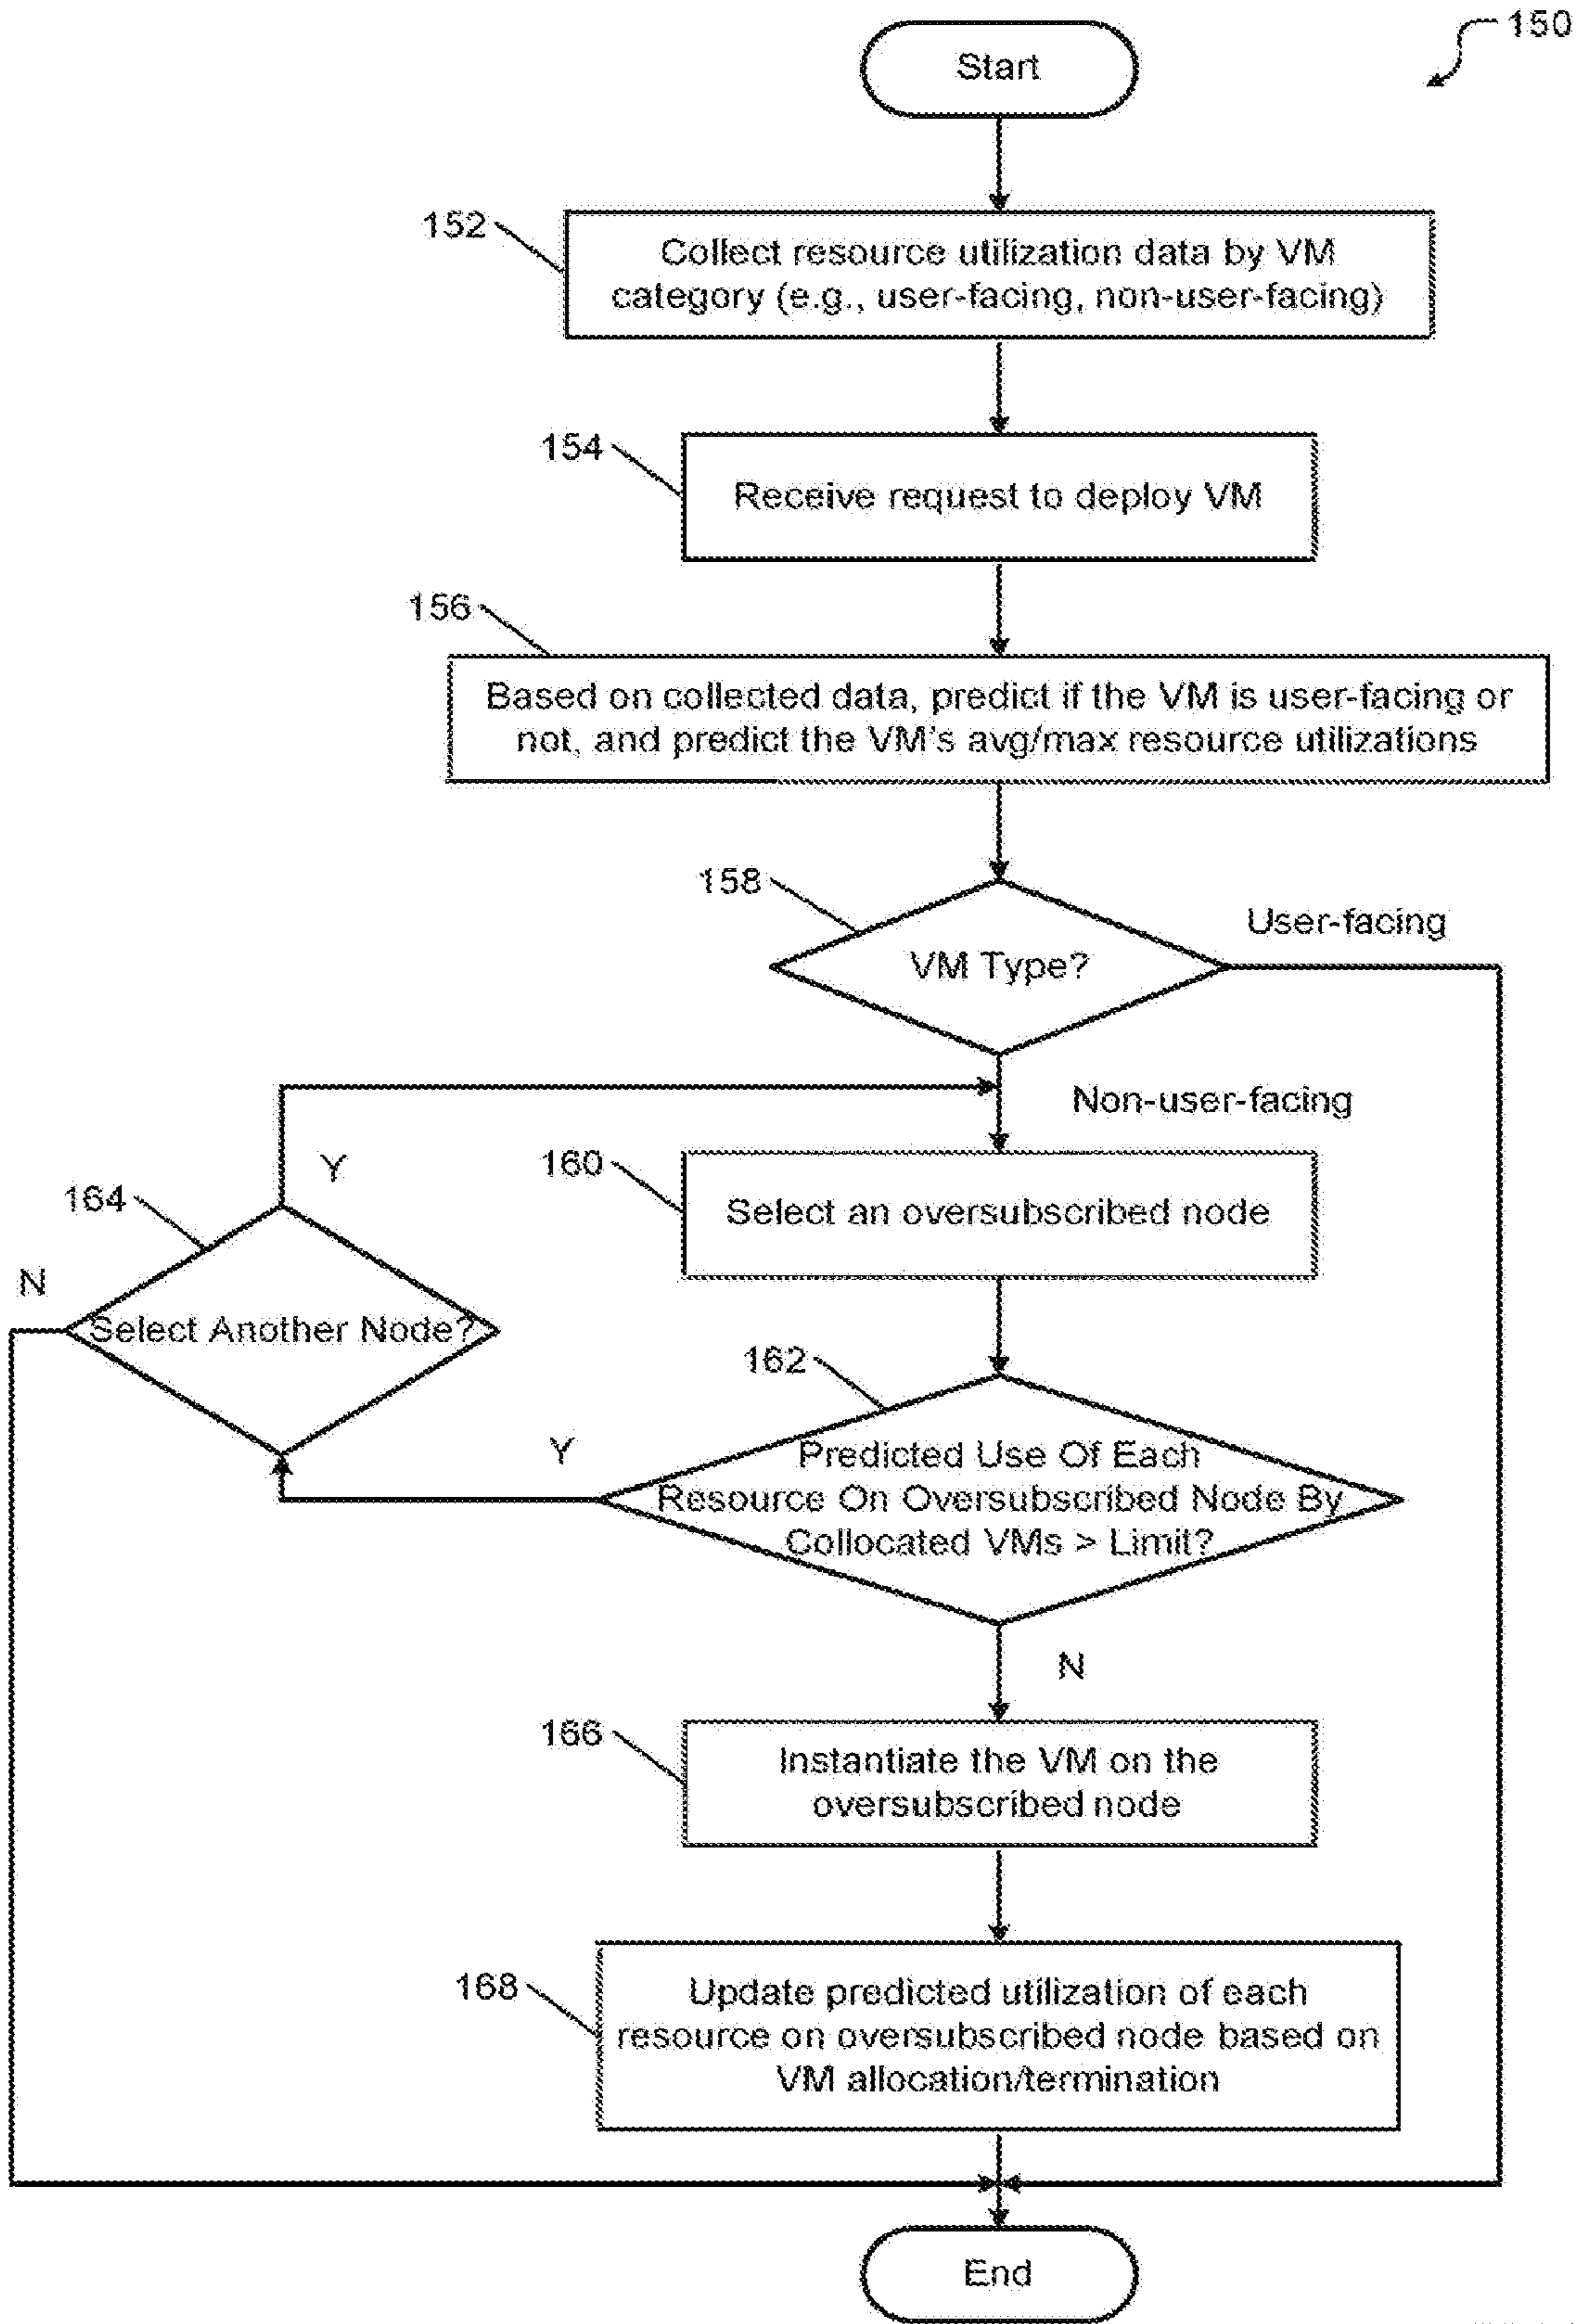 150
Start
152
Collect resource utilization data by VM
category (e.g., user-facing, non-user-facing)
154
Receive request to deploy VM
156
Based on collected data, predict if the VM is user-facing or
not, and predict the VM's avg/max resource utilizations
158
User-facing
VM Type?
Non-user-facing
Y
160
164
Select an oversubscribed node
N
Select Another Node?
162
Y
Predicted Use Of Each
Resource On Oversubscribed Node By
Collocated VMs > Limit?
N
166
Instantiate the VM on the
oversubscribed node
168
Update predicted utilization of each
resource on oversubscribed node based on
VM allocation/termination
End